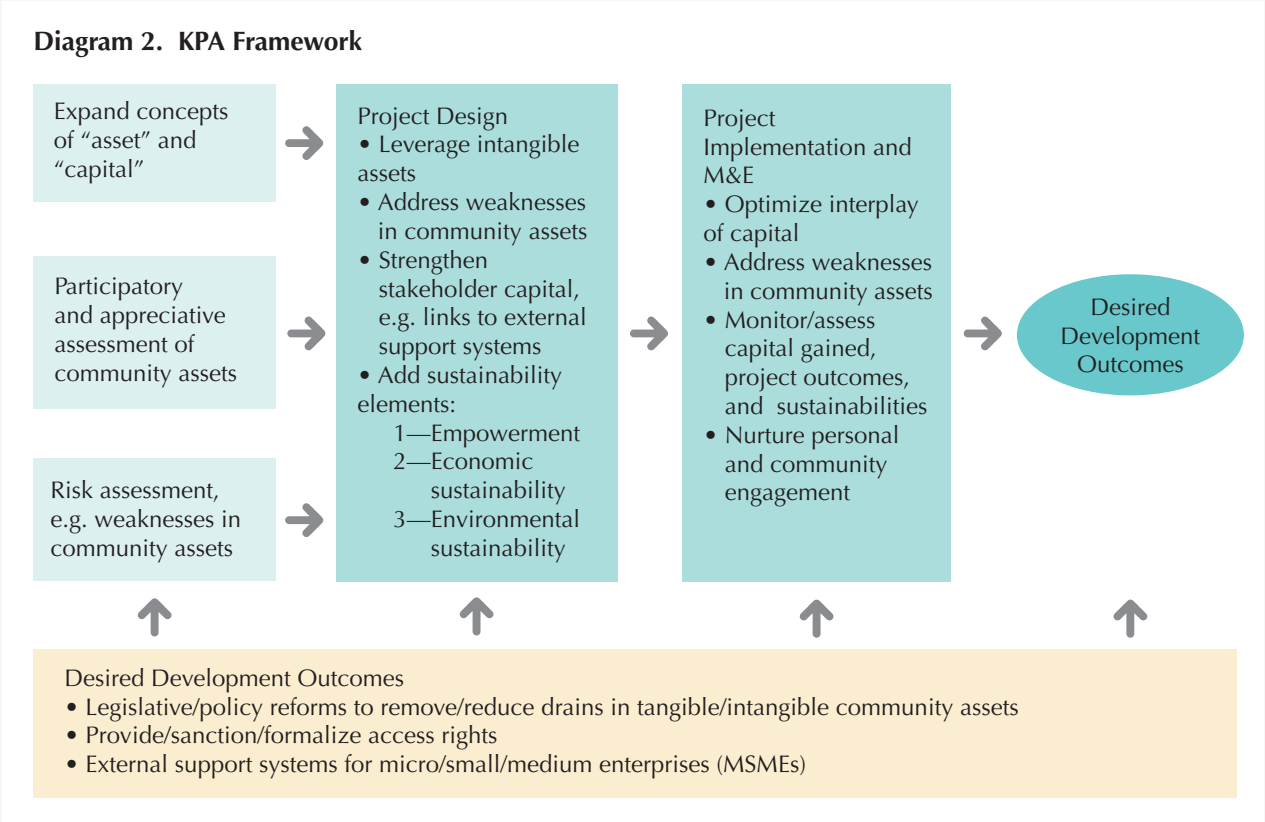 Diagram 2. KPA Framework
Expand concepts
of “asset” and
“capital”
Participatory
and appreciative
assessment of
community assets
Risk assessment,
e.g. weaknesses in
community assets
Project Design
• Leverage intangible
assets
• Address weaknesses
in community assets
• Strengthen
stakeholder capital,
e.g. links to external
support systems
• Add sustainability
elements:
1—Empowerment
2—Economic
sustainability
3—Environmental
sustainability
Project
Implementation and
M&E
• Optimize interplay
of capital
• Address weaknesses
in community assets
• Monitor/assess
capital gained,
project outcomes,
and sustainabilities
• Nurture personal
and community
engagement
Desired
Development
Outcomes
Desired Development Outcomes
• Legislative/policy reforms to remove/reduce drains in tangible/intangible community assets
• Provide/sanction/formalize access rights
• External support systems for micro/small/medium enterprises (MSMEs)